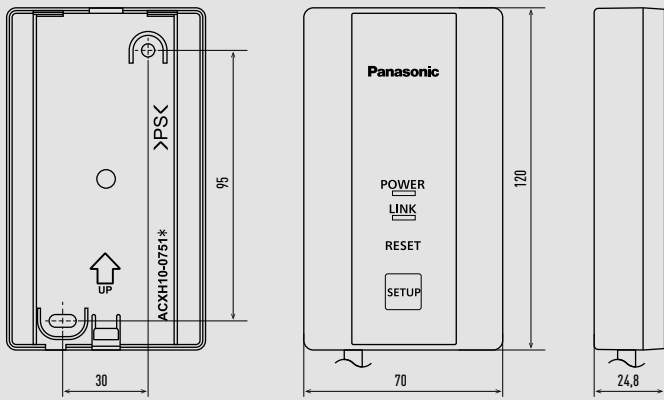 >PS<
ACXH10-0751*
UP
95
30
Panasonic
POWER
LINK
RESET
SETUP
120
70
24,8